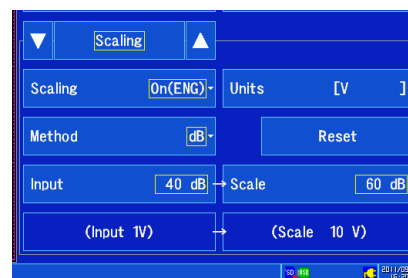 Scaling
Scaling On(ENG) Units [V ]
Method dB Reset
Input 40 dB → Scale 60 dB
(Input 1V) → (Scale 10 V)
SD USB